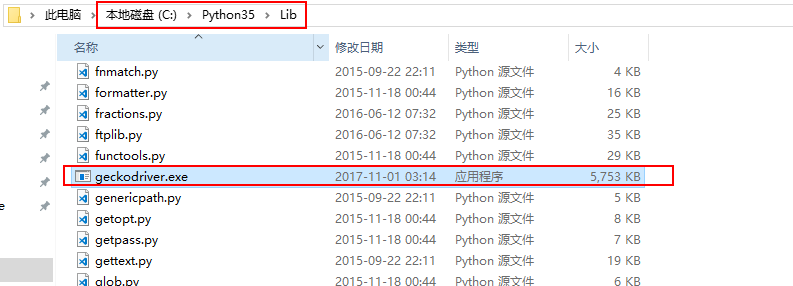 此电脑 > 本地磁盘 (C:) > Python35 > Lib
名称 修改日期 类型 大小
fnmatch.py 2015-09-22 22:11 Python 源文件 4 KB
formatter.py 2015-11-18 00:44 Python 源文件 16 KB
fractions.py 2016-06-12 07:32 Python 源文件 25 KB
ftplib.py 2016-06-12 07:32 Python 源文件 35 KB
functools.py 2015-11-18 00:44 Python 源文件 29 KB
geckodriver.exe 2017-11-01 03:14 应用程序 5,753 KB
genericpath.py 2015-09-22 22:11 Python 源文件 5 KB
getopt.py 2015-11-18 00:44 Python 源文件 8 KB
getpass.py 2015-11-18 00:44 Python 源文件 7 KB
gettext.py 2015-09-22 22:11 Python 源文件 19 KB
glob.py 2015-11-18 00:44 Python 源文件 6 KB